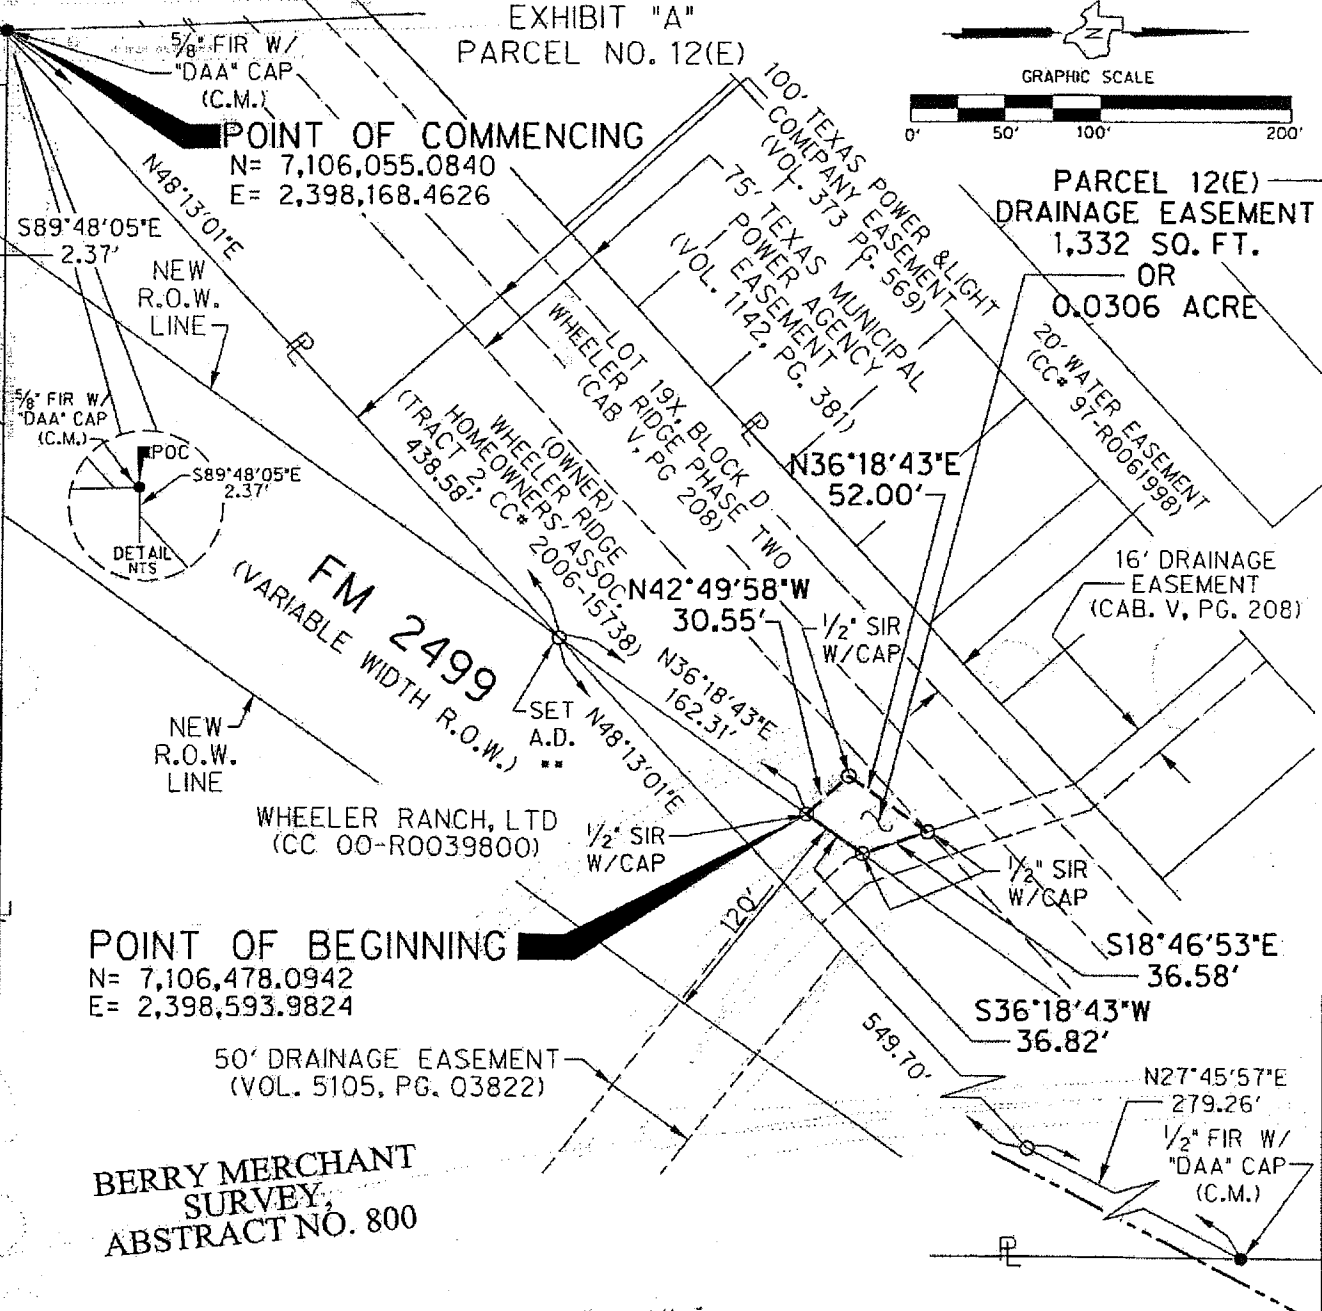 EXHIBIT "A"
PARCEL NO. 12(E)
N
GRAPHIC SCALE
0' 50' 100' 200'
5/8" FIR W/
"DAA" CAP
(C.M.)
POINT OF COMMENCING
N= 7,106,055.0840
E= 2,398,168.4626
N48°13'01"E
S89°48'05"E
2.37'
NEW
R.O.W.
LINE
PL
100' TEXAS POWER & LIGHT
COMPANY EASEMENT
(VOL. 373 PG. 569)
75' TEXAS MUNICIPAL
POWER AGENCY
EASEMENT
(VOL. 1142, PG. 381)
PARCEL 12(E)
DRAINAGE EASEMENT
1,332 SQ. FT.
OR
0.0306 ACRE
20' WATER EASEMENT
(CC# 97-R0061998)
LOT 19X, BLOCK D
WHEELER RIDGE PHASE TWO
(CAB V, PG 208)
PL
(OWNER)
WHEELER RIDGE
HOMEOWNERS' ASSOC.
(TRACT 2, CC# 2006-15738)
438.58'
5/8" FIR W/
"DAA" CAP
(C.M.)
POC
S89°48'05"E
2.37'
DETAIL
NTS
N36°18'43"E
52.00'
16' DRAINAGE
EASEMENT
(CAB. V, PG. 208)
FM 2499
(VARIABLE WIDTH R.O.W.)
N42°49'58"W
30.55'
1/2" SIR
W/CAP
N36°18'43"E
162.31'
SET
A.D.
**
N48°13'01"E
NEW
R.O.W.
LINE
WHEELER RANCH, LTD
(CC 00-R0039800)
1/2" SIR
W/CAP
1/2" SIR
W/CAP
120'
POINT OF BEGINNING
N= 7,106,478.0942
E= 2,398,593.9824
S18°46'53"E
36.58'
S36°18'43"W
36.82'
549.70'
50' DRAINAGE EASEMENT
(VOL. 5105, PG. 03822)
N27°45'57"E
279.26'
1/2" FIR W/
"DAA" CAP
(C.M.)
BERRY MERCHANT
SURVEY,
ABSTRACT NO. 800
PL